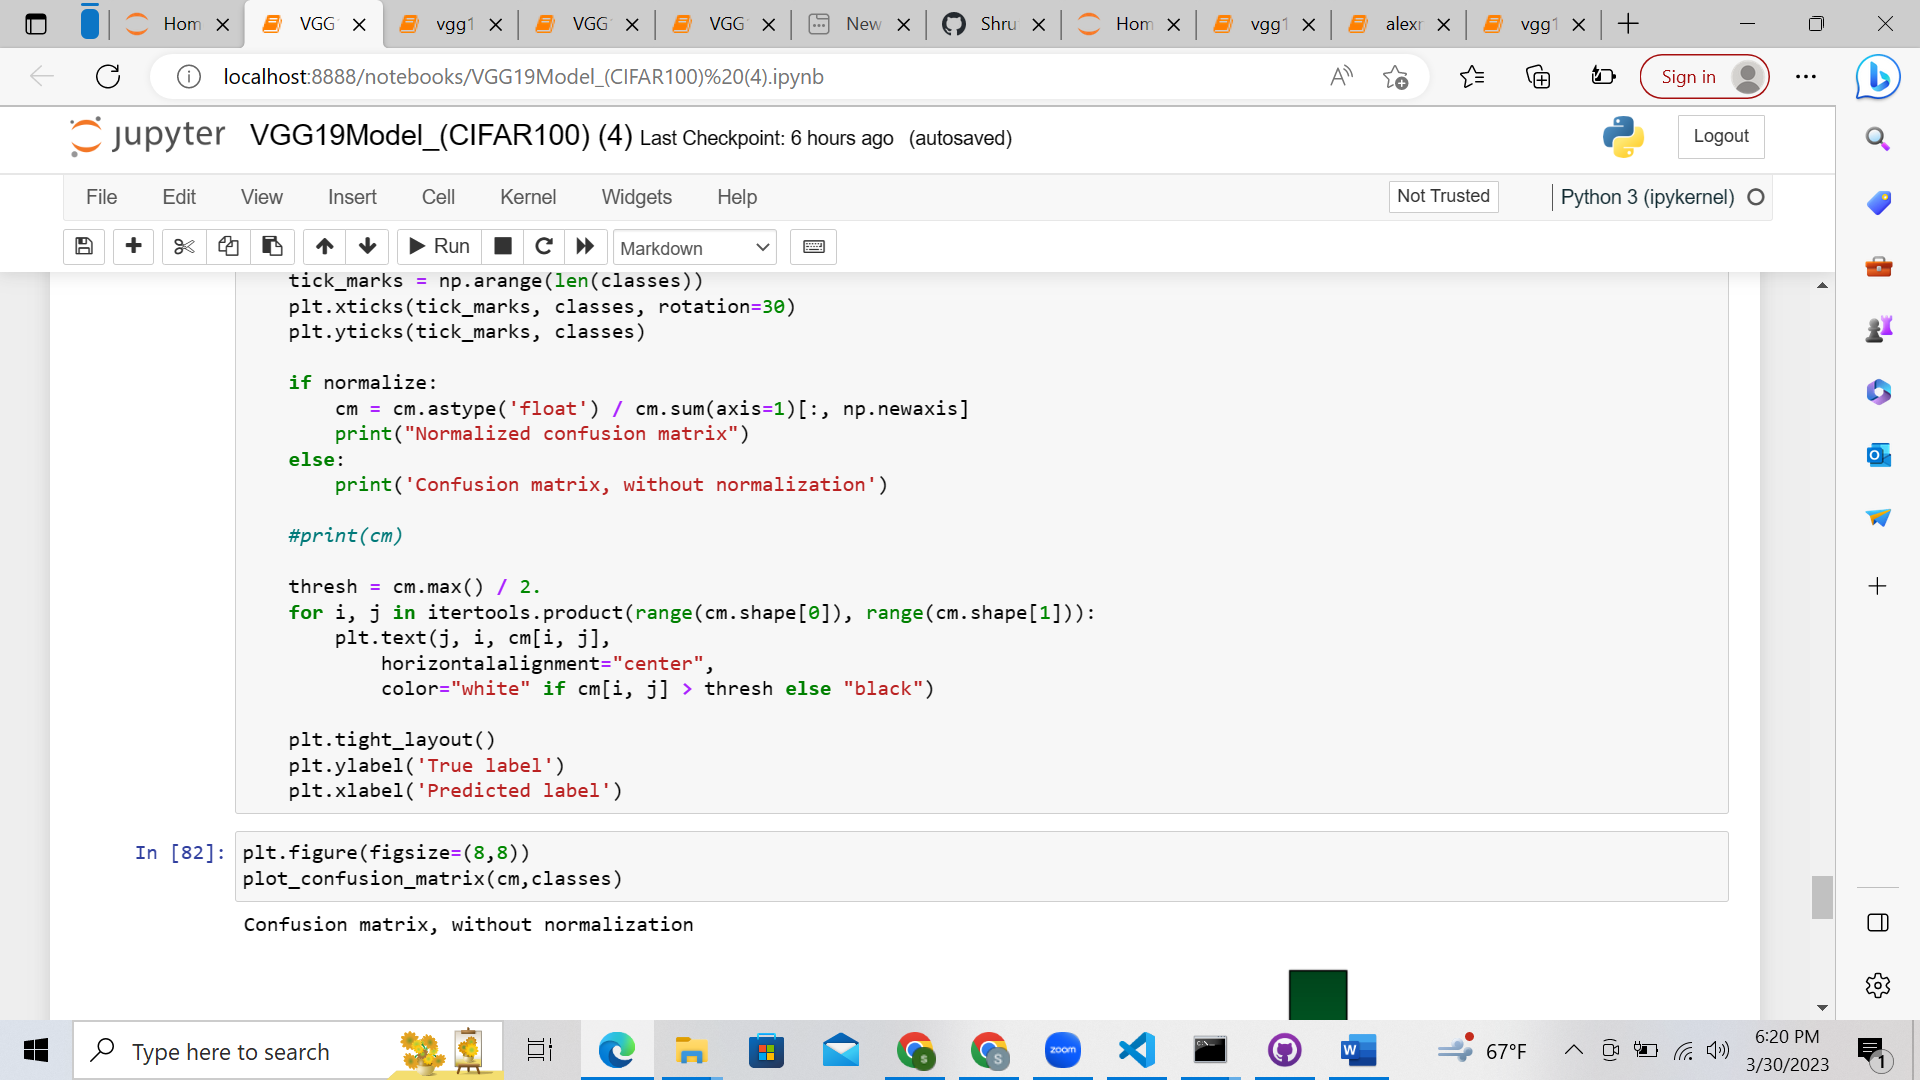 Hom
VGG
vgg1
VGG
VGG
New
Shru
Hom
vgg1
alexr
vgg1
localhost:8888/notebooks/VGG19Model_(CIFAR100)%20(4).ipynb
Sign in
jupyter VGG19Model_(CIFAR100) (4) Last Checkpoint: 6 hours ago (autosaved)
Logout
File Edit View Insert Cell Kernel Widgets Help
Not Trusted
Python 3 (ipykernel)
Run
Markdown
tick_marks = np.arange(len(classes))
plt.xticks(tick_marks, classes, rotation=30)
plt.yticks(tick_marks, classes)
if normalize:
cm = cm.astype('float') / cm.sum(axis=1)[:, np.newaxis]
print("Normalized confusion matrix")
else:
print('Confusion matrix, without normalization')
#print(cm)
thresh = cm.max() / 2.
for i, j in itertools.product(range(cm.shape[0]), range(cm.shape[1])):
plt.text(j, i, cm[i, j],
horizontalalignment="center",
color="white" if cm[i, j] > thresh else "black")
plt.tight_layout()
plt.ylabel('True label')
plt.xlabel('Predicted label')
In [82]:
plt.figure(figsize=(8,8))
plot_confusion_matrix(cm,classes)
Confusion matrix, without normalization
Type here to search
zoom
67°F
6:20 PM
3/30/2023
1